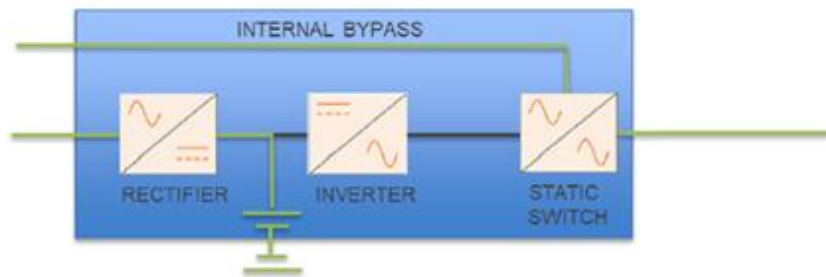 INTERNAL BYPASS
RECTIFIER
INVERTER
STATIC
SWITCH